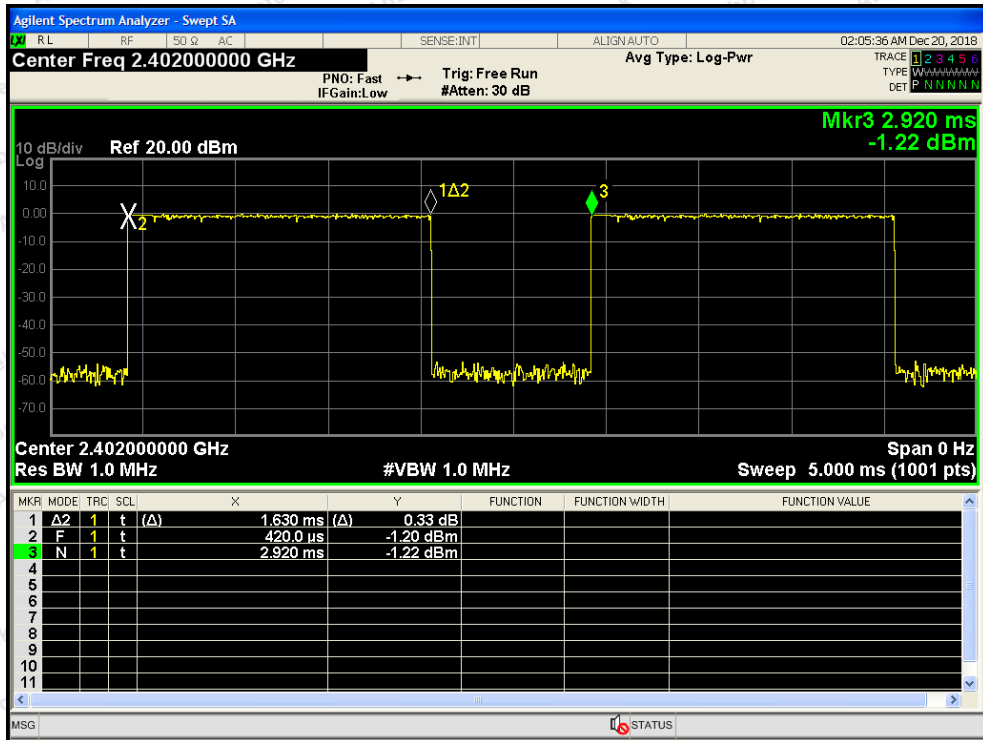 Agilent Spectrum Analyzer - Swept SA
LXI RL RF 50 Ω AC SENSE:INT ALIGN AUTO 02:05:36 AM Dec 20, 2018
Center Freq 2.402000000 GHz Avg Type: Log-Pwr TRACE 1 2 3 4 5 6
PNO: Fast Trig: Free Run TYPE WWWWWWW
IFGain:Low #Atten: 30 dB DET P N N N N N
Mkr3 2.920 ms
10 dB/div Ref 20.00 dBm -1.22 dBm
Log
10.0
0.00
-10.0
-20.0
-30.0
-40.0
-50.0
-60.0
-70.0
X2
1Δ2
3
Center 2.402000000 GHz Span 0 Hz
Res BW 1.0 MHz #VBW 1.0 MHz Sweep 5.000 ms (1001 pts)
MKR MODE TRC SCL X Y FUNCTION FUNCTION WIDTH FUNCTION VALUE
1 Δ2 1 t (Δ) 1.630 ms (Δ) 0.33 dB
2 F 1 t 420.0 µs -1.20 dBm
3 N 1 t 2.920 ms -1.22 dBm
4
5
6
7
8
9
10
11
MSG STATUS